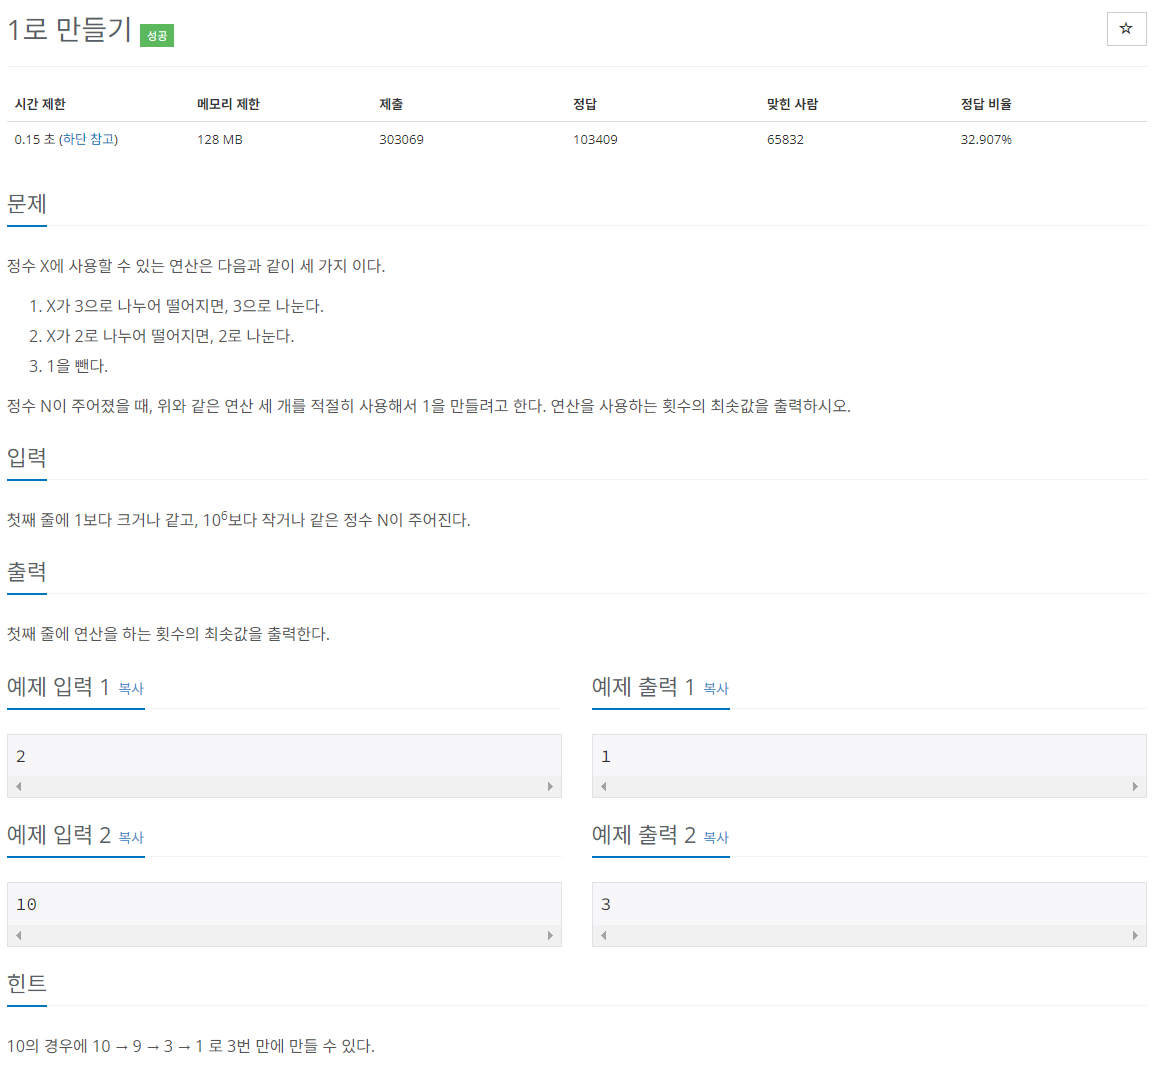 1로 만들기 성공
☆
시간 제한 메모리 제한 제출 정답 맞힌 사람 정답 비율
0.15 초 (하단 참고) 128 MB 303069 103409 65832 32.907%
문제
정수 X에 사용할 수 있는 연산은 다음과 같이 세 가지 이다.
1. X가 3으로 나누어 떨어지면, 3으로 나눈다.
2. X가 2로 나누어 떨어지면, 2로 나눈다.
3. 1을 뺀다.
정수 N이 주어졌을 때, 위와 같은 연산 세 개를 적절히 사용해서 1을 만들려고 한다. 연산을 사용하는 횟수의 최솟값을 출력하시오.
입력
첫째 줄에 1보다 크거나 같고, 10⁶보다 작거나 같은 정수 N이 주어진다.
출력
첫째 줄에 연산을 하는 횟수의 최솟값을 출력한다.
예제 입력 1 복사 예제 출력 1 복사
2 1
예제 입력 2 복사 예제 출력 2 복사
10 3
힌트
10의 경우에 10 → 9 → 3 → 1 로 3번 만에 만들 수 있다.